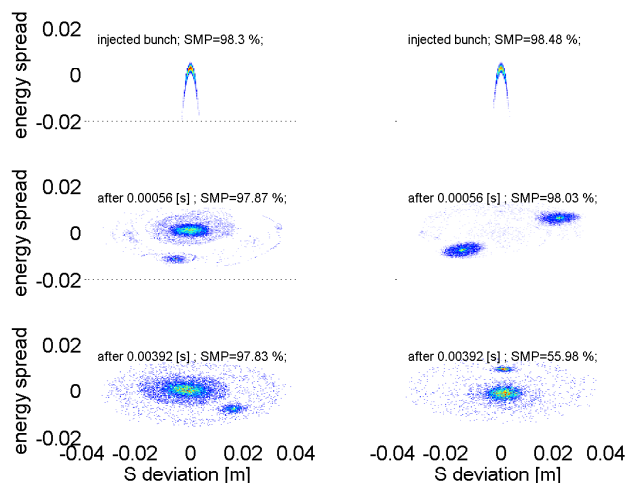 energy spread
0.02
0
-0.02
injected bunch; SMP=98.3 %;
injected bunch; SMP=98.48 %;
energy spread
0.02
0
-0.02
after 0.00056 [s] ; SMP=97.87 %;
after 0.00056 [s] ; SMP=98.03 %;
energy spread
0.02
0
-0.02
after 0.00392 [s] ; SMP=97.83 %;
after 0.00392 [s] ; SMP=55.98 %;
-0.04 -0.02 0 0.02 0.04
-0.04 -0.02 0 0.02 0.04
S deviation [m]
S deviation [m]